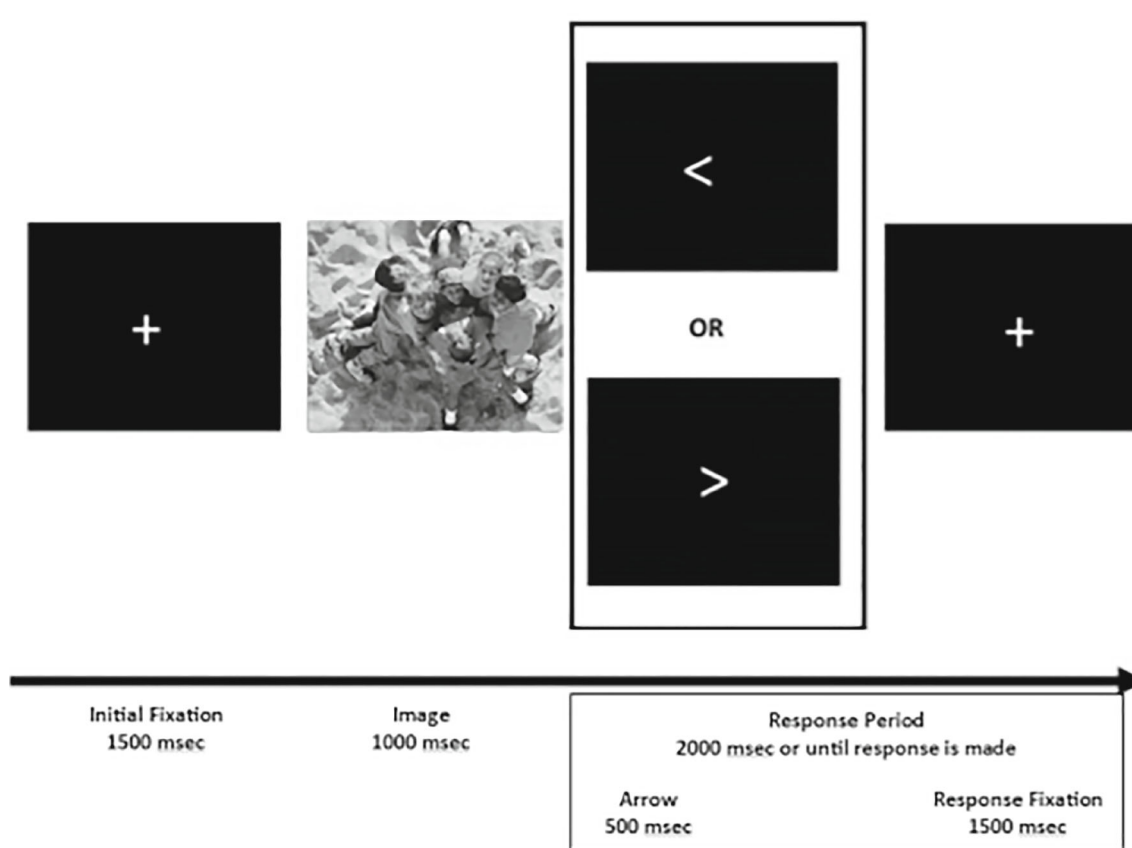 +
<
OR
>
+
Initial Fixation
1500 msec
Image
1000 msec
Response Period
2000 msec or until response is made
Arrow
500 msec
Response Fixation
1500 msec